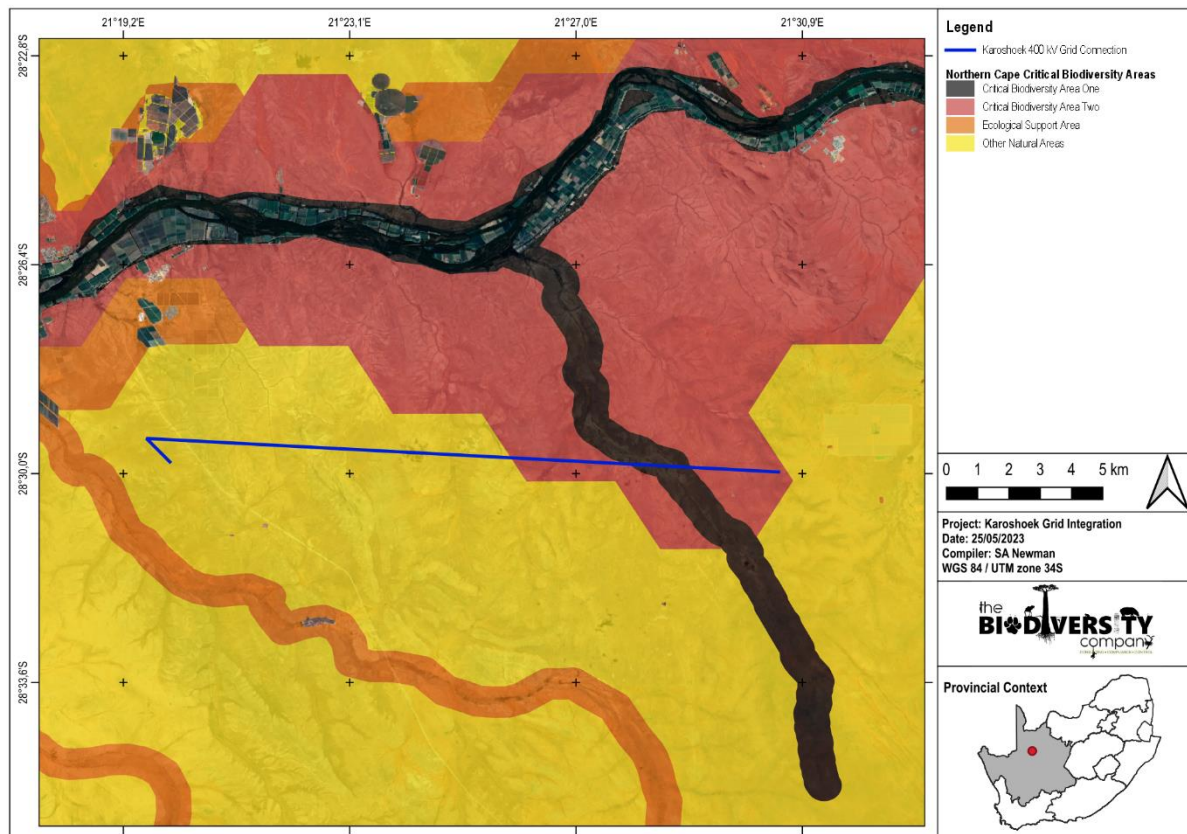 21°19,2'E 21°23,1'E 21°27,0'E 21°30,9'E
28°22,8'S
28°26,4'S
28°30,0'S
28°33,6'S
Legend
Karoshoek 400 kV Grid Connection
Northern Cape Critical Biodiversity Areas
Critical Biodiversity Area One
Critical Biodiversity Area Two
Ecological Support Area
Other Natural Areas
0 1 2 3 4 5 km
Project: Karoshoek Grid Integration
Date: 25/05/2023
Compiler: SA Newman
WGS 84 / UTM zone 34S
the
BIODIVERSITY
company
Provincial Context